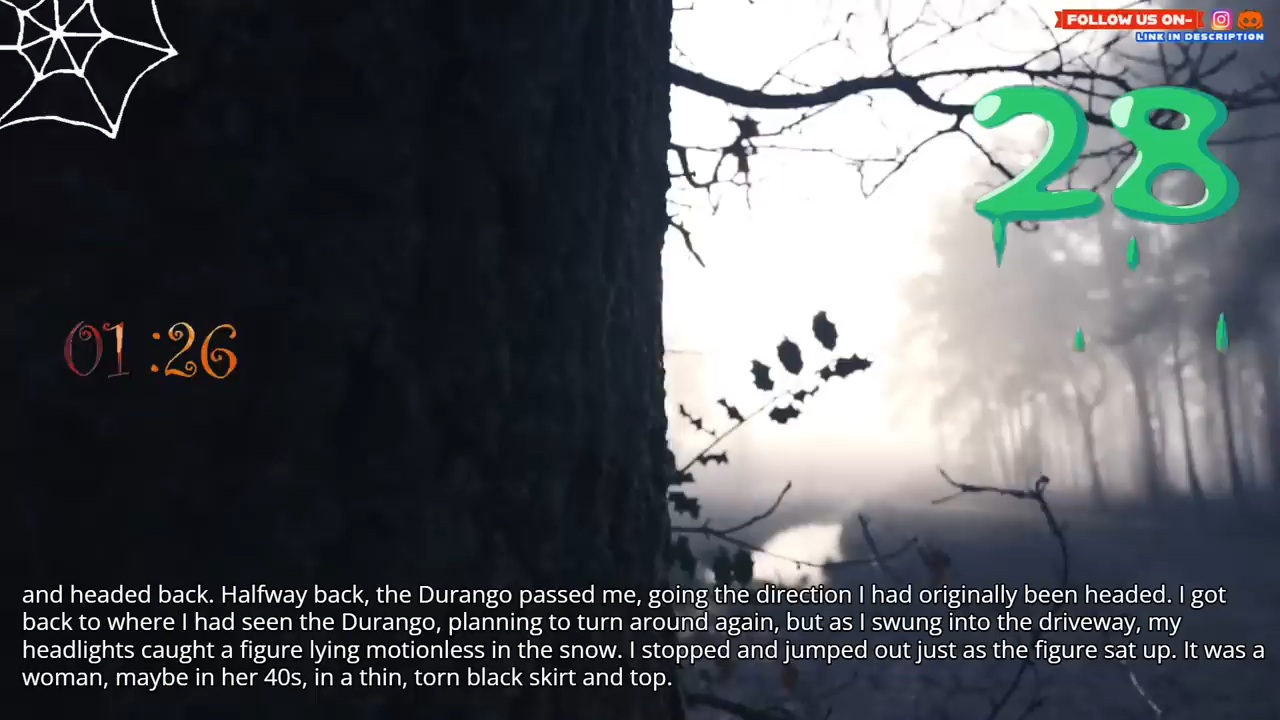 FOLLOW US ON-
LINK IN DESCRIPTION
28
01 :26
and headed back. Halfway back, the Durango passed me, going the direction I had originally been headed. I got
back to where I had seen the Durango, planning to turn around again, but as I swung into the driveway, my
headlights caught a figure lying motionless in the snow. I stopped and jumped out just as the figure sat up. It was a
woman, maybe in her 40s, in a thin, torn black skirt and top.